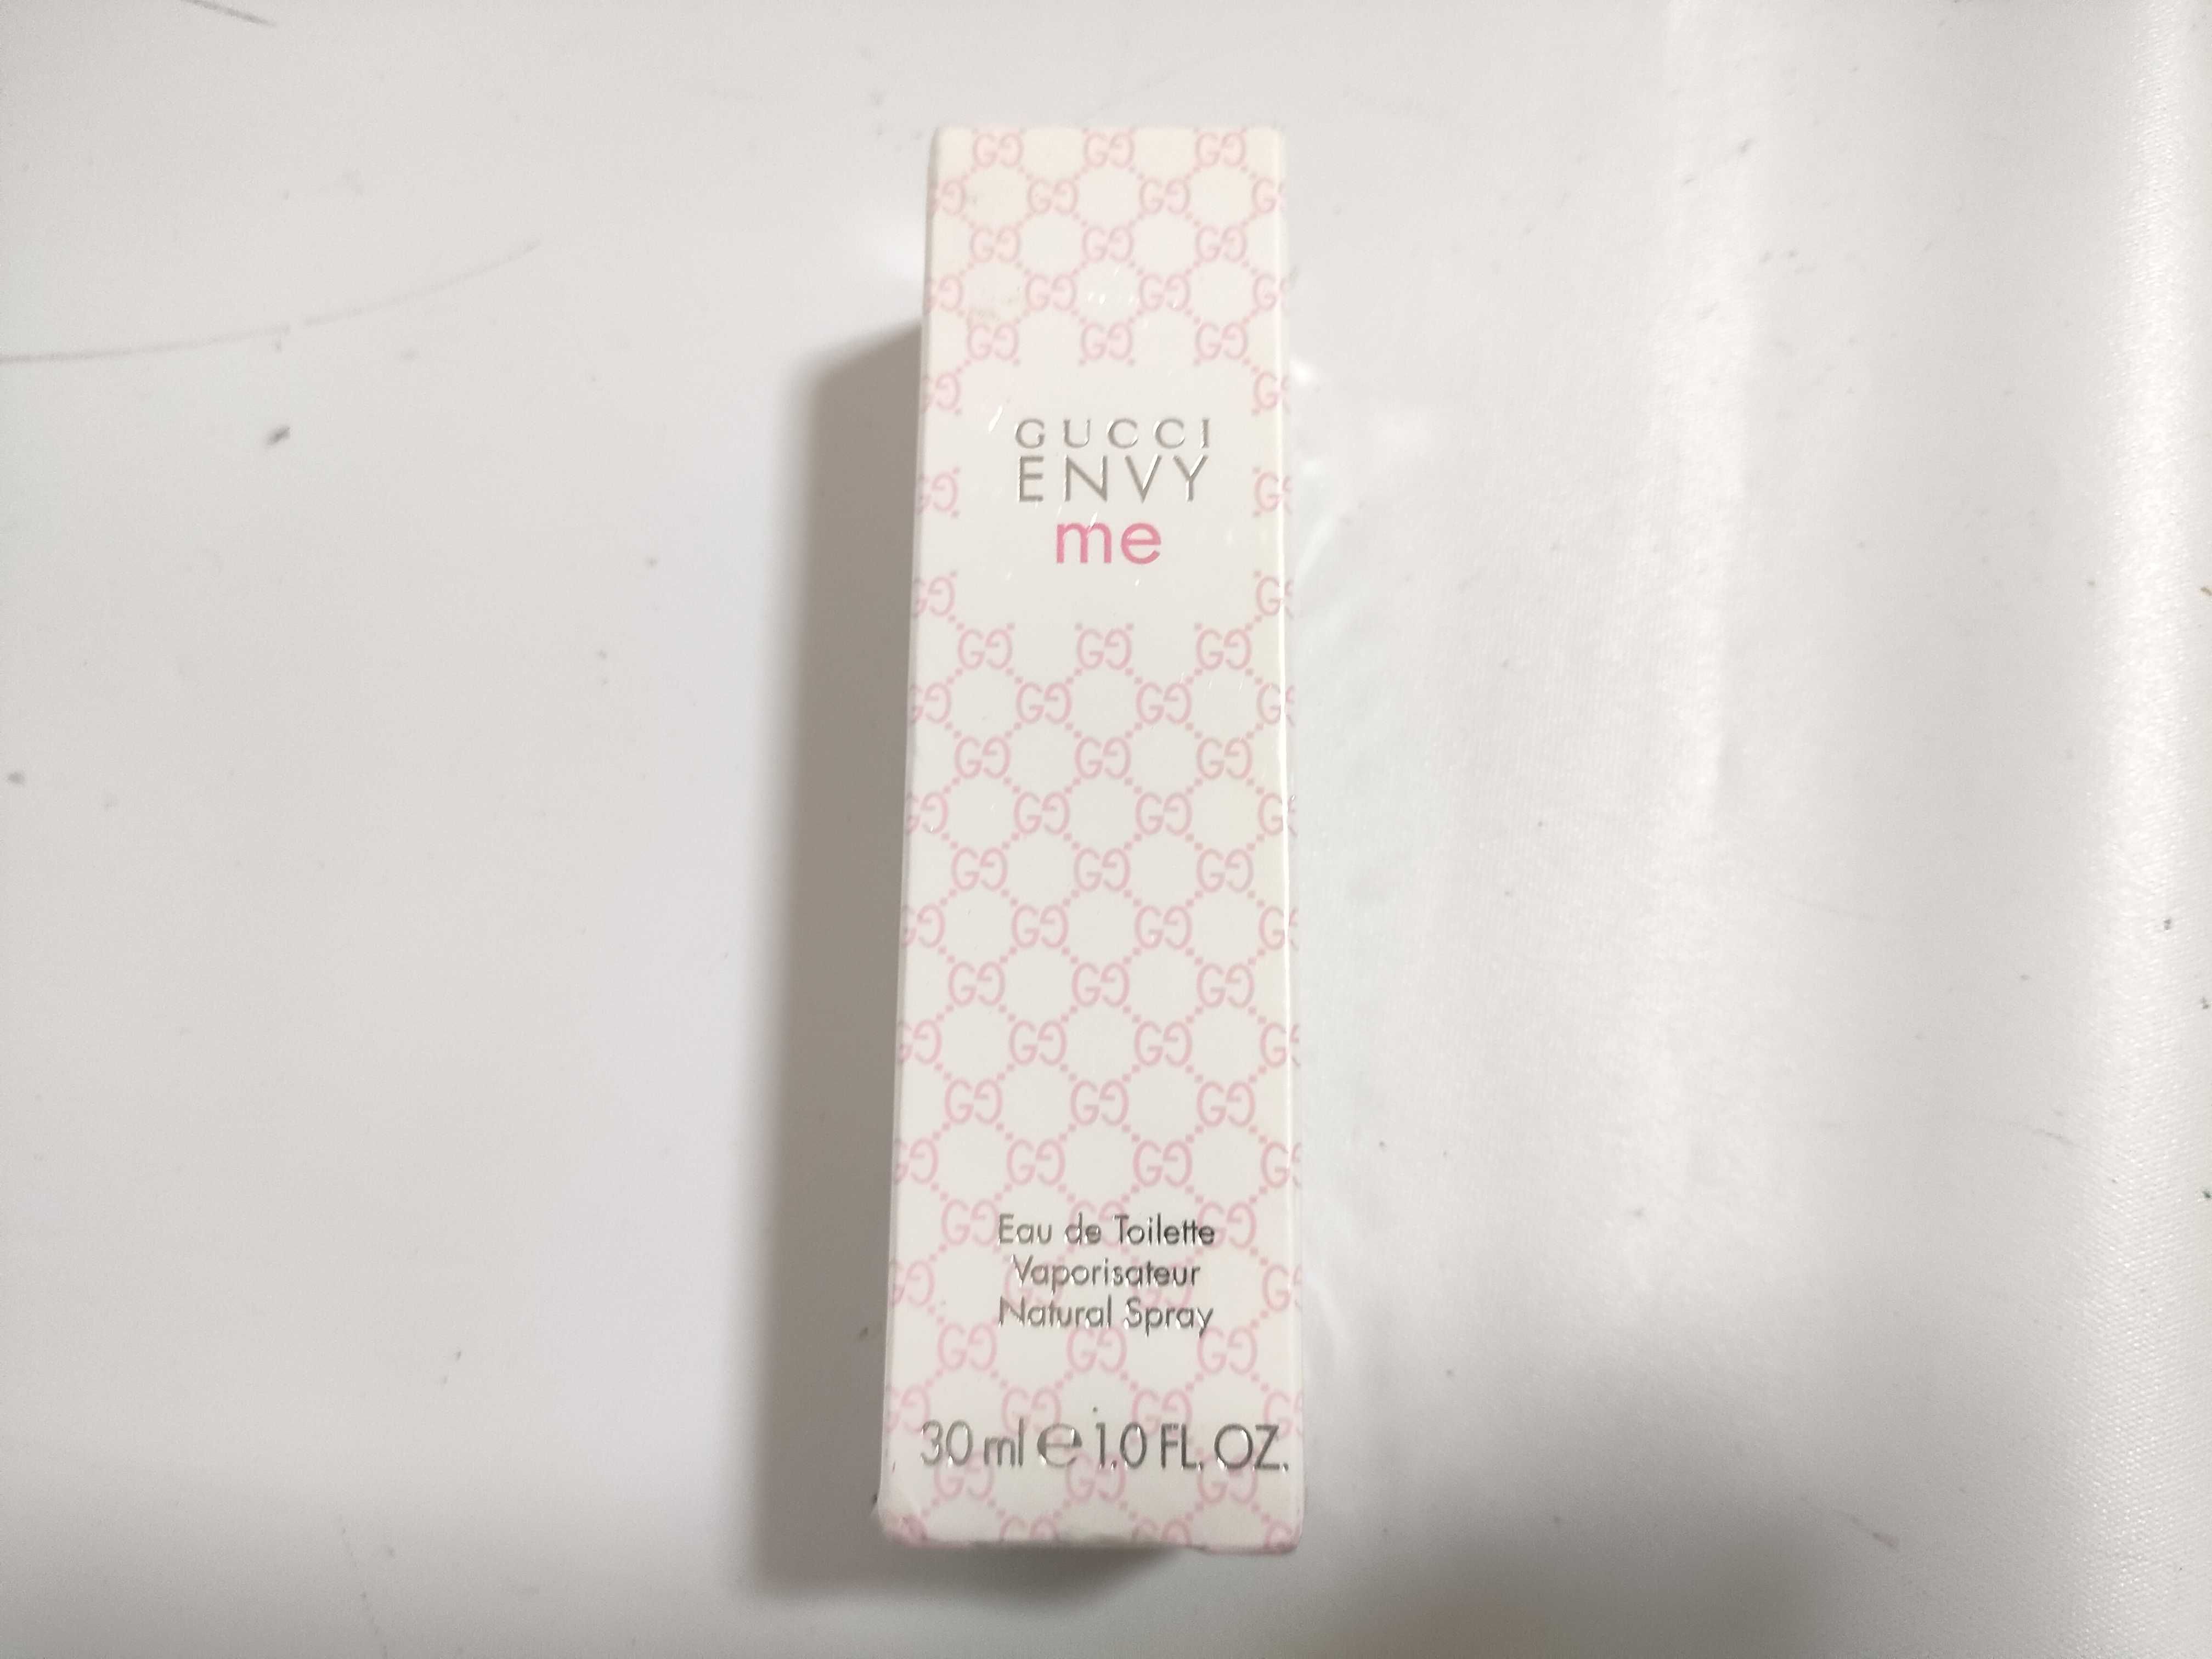 GUCCI
ENVY
me
Eau de Toilette
Vaporisateur
Natural Spray
30 ml e 1.0 FL. OZ.